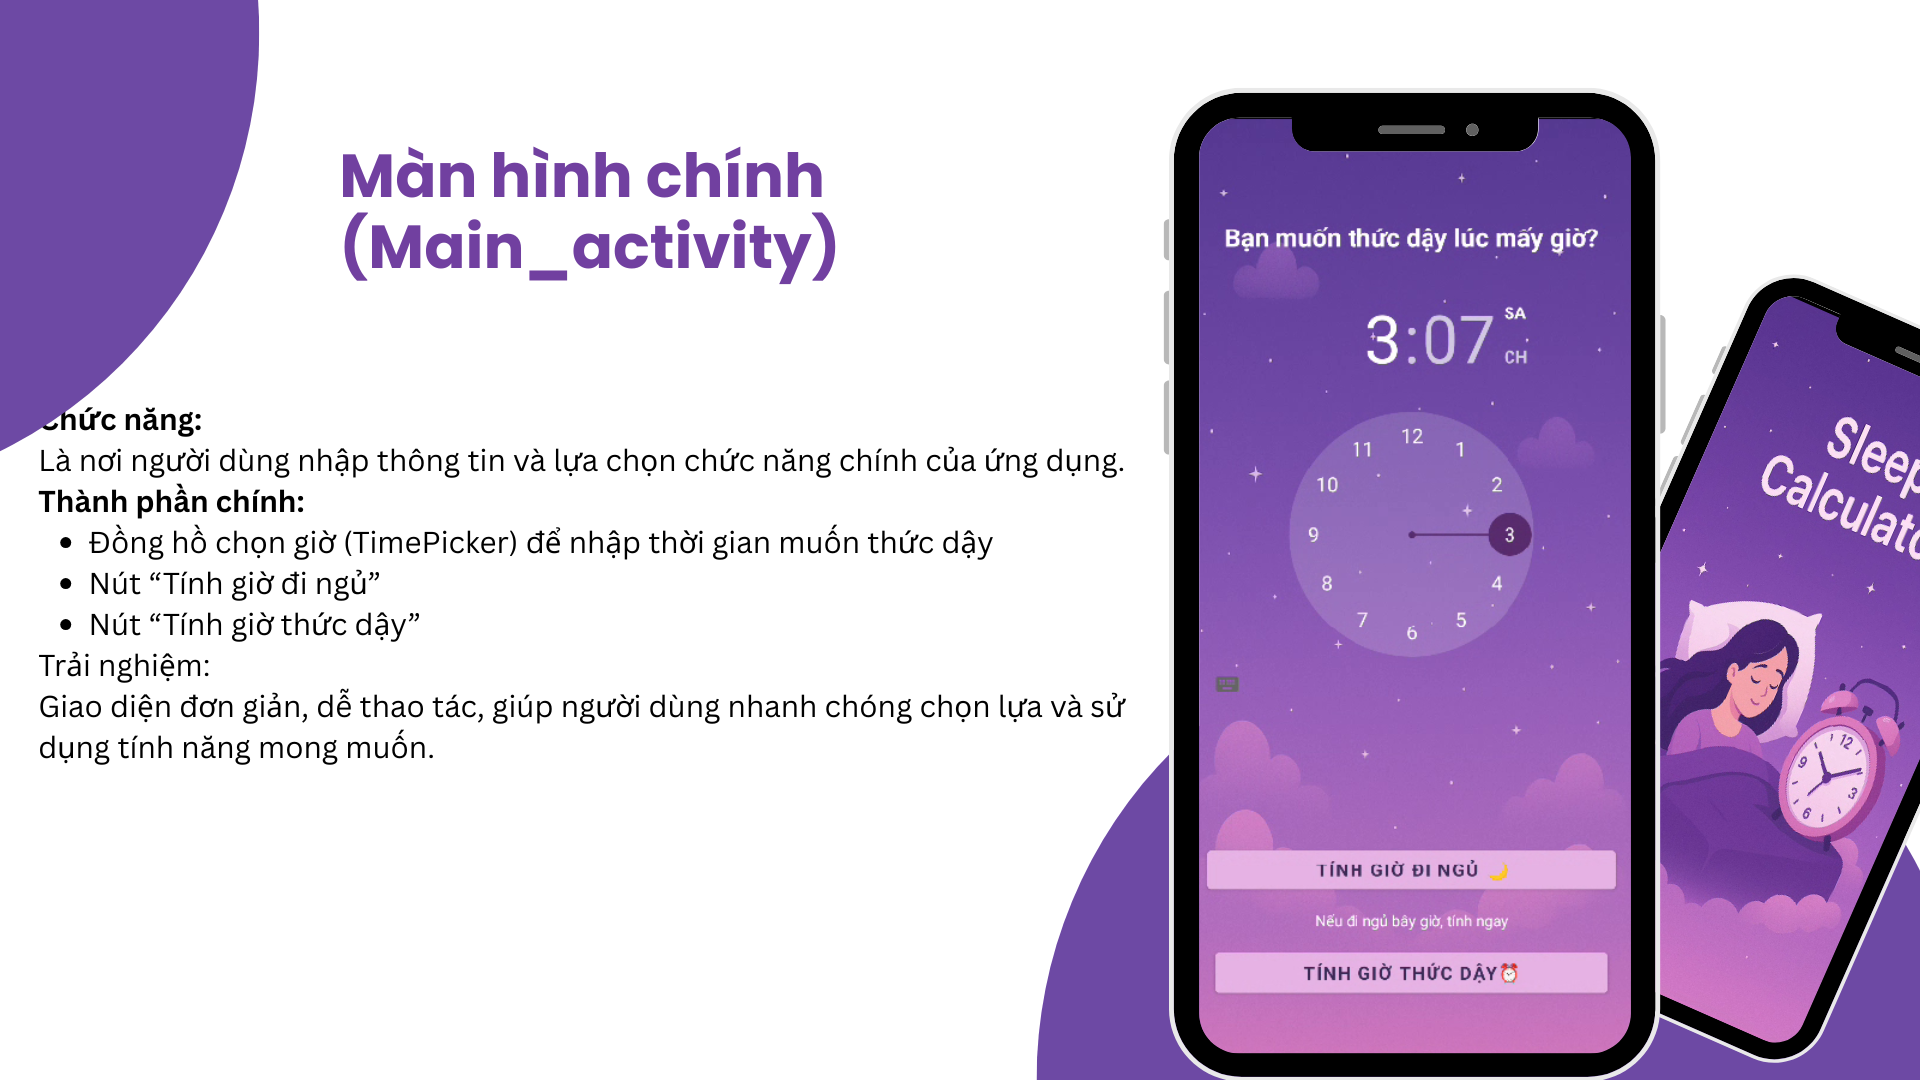 Màn hình chính
(Main_activity)
Chức năng:
Là nơi người dùng nhập thông tin và lựa chọn chức năng chính của ứng dụng.
Thành phần chính:
• Đồng hồ chọn giờ (TimePicker) để nhập thời gian muốn thức dậy
• Nút “Tính giờ đi ngủ”
• Nút “Tính giờ thức dậy”
Trải nghiệm:
Giao diện đơn giản, dễ thao tác, giúp người dùng nhanh chóng chọn lựa và sử
dụng tính năng mong muốn.
Bạn muốn thức dậy lúc mấy giờ?
3:07
SA
CH
12
1
2
3
4
5
6
7
8
9
10
11
TÍNH GIỜ ĐI NGỦ 🌙
Nếu đi ngủ bây giờ, tính ngay
TÍNH GIỜ THỨC DẬY⏰
Sleep
Calculato
12
3
6
9